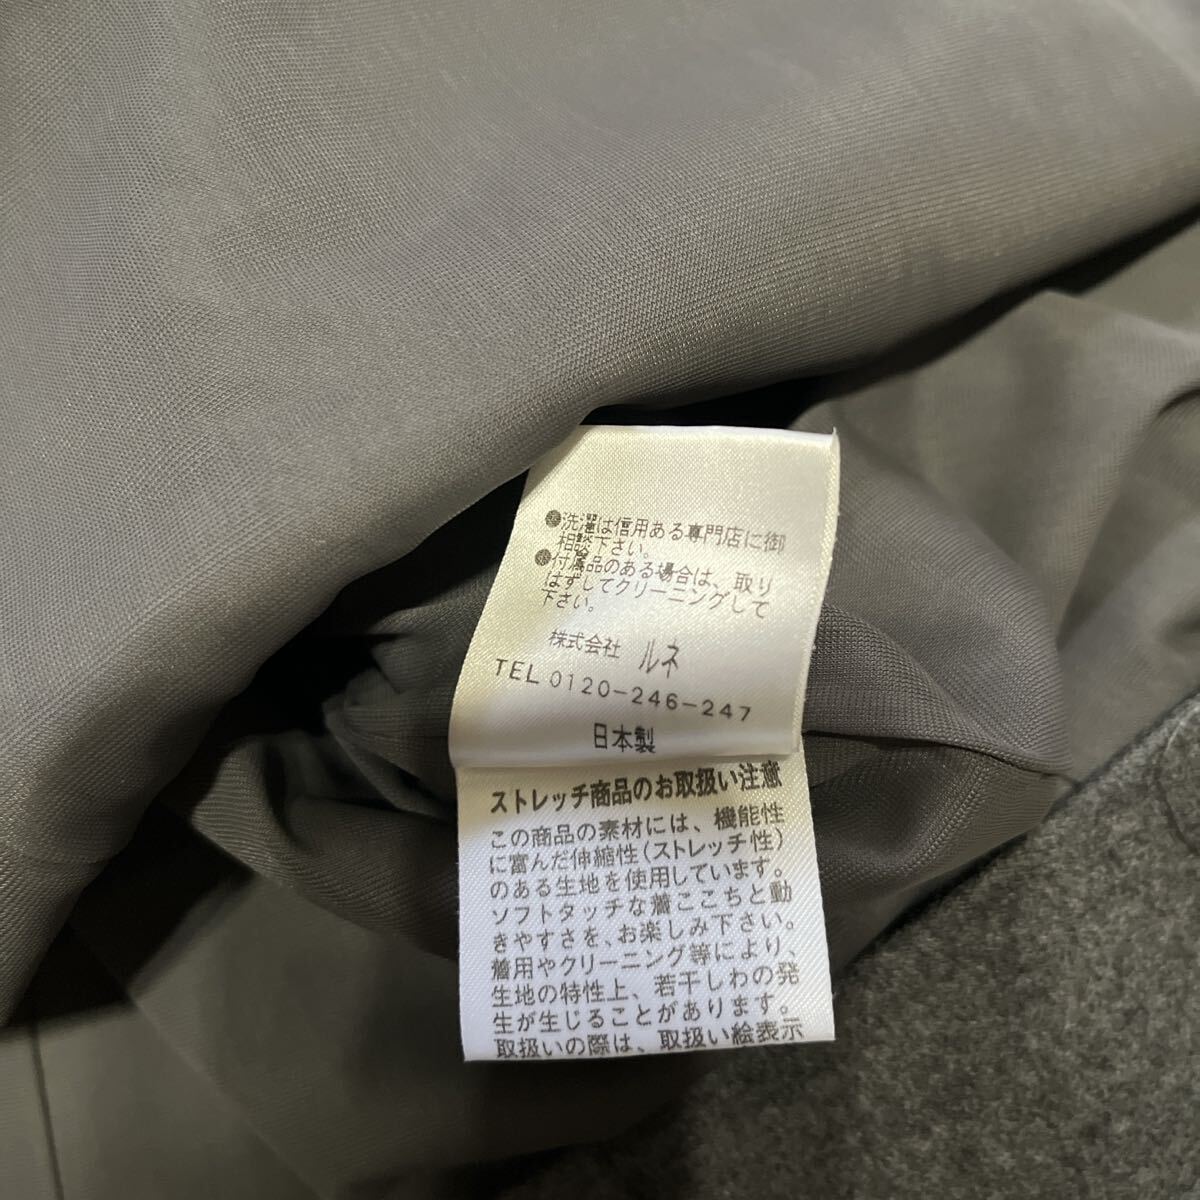 ●洗濯は信用ある専門店に御
相談下さい。
●付属品のある場合は、取り
はずしてクリーニングして
下さい。
株式会社 ルネ
TEL 0120-246-247
日本製
ストレッチ商品のお取扱い注意
この商品の素材には、機能性
に富んだ伸縮性(ストレッチ性)
のある生地を使用しています。
ソフトタッチな着ここちと動
きやすさを、お楽しみ下さい。
着用やクリーニング等により、
生地の特性上、若干しわの発
生が生じることがあります。
取扱いの際は、取扱い絵表示